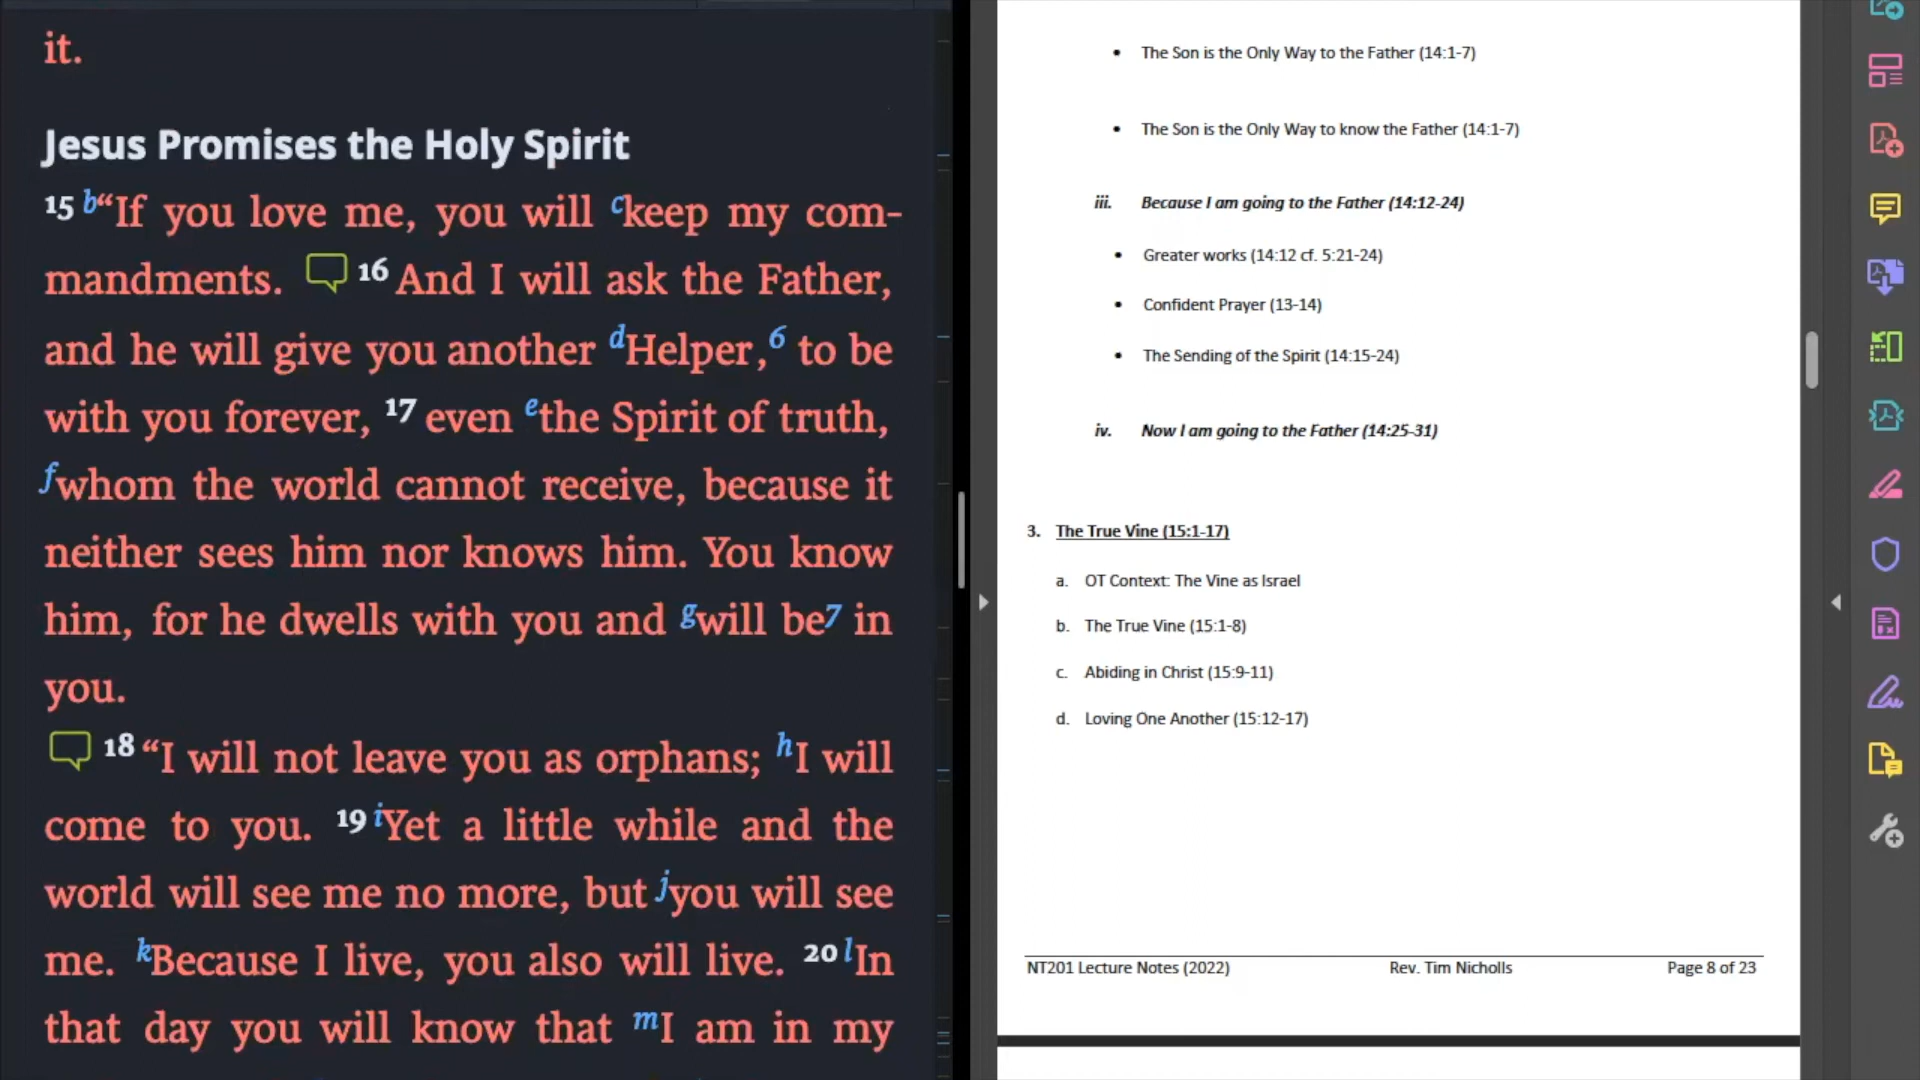 it.
Jesus Promises the Holy Spirit
15 b“If you love me, you will ckeep my com-
mandments. 16 And I will ask the Father,
and he will give you another dHelper,6 to be
with you forever, 17 even ethe Spirit of truth,
fwhom the world cannot receive, because it
neither sees him nor knows him. You know
him, for he dwells with you and gwill be7 in
you.
18 “I will not leave you as orphans; hI will
come to you. 19 iYet a little while and the
world will see me no more, but jyou will see
me. kBecause I live, you also will live. 20 lIn
that day you will know that mI am in my
• The Son is the Only Way to the Father (14:1-7)
• The Son is the Only Way to know the Father (14:1-7)
iii. Because I am going to the Father (14:12-24)
• Greater works (14:12 cf. 5:21-24)
• Confident Prayer (13-14)
• The Sending of the Spirit (14:15-24)
iv. Now I am going to the Father (14:25-31)
3. The True Vine (15:1-17)
a. OT Context: The Vine as Israel
b. The True Vine (15:1-8)
c. Abiding in Christ (15:9-11)
d. Loving One Another (15:12-17)
NT201 Lecture Notes (2022) Rev. Tim Nicholls Page 8 of 23